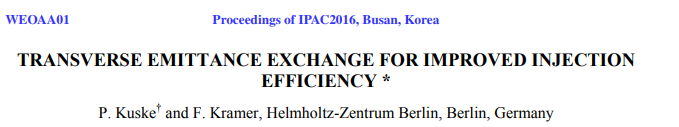 WEOAA01 Proceedings of IPAC2016, Busan, Korea
TRANSVERSE EMITTANCE EXCHANGE FOR IMPROVED INJECTION
EFFICIENCY *
P. Kuske† and F. Kramer, Helmholtz-Zentrum Berlin, Berlin, Germany